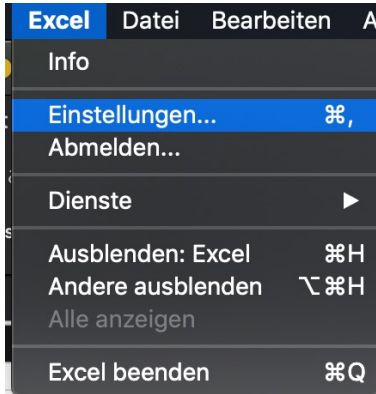 Excel Datei Bearbeiten
Info
Einstellungen... ⌘,
Abmelden...
Dienste ▶
Ausblenden: Excel ⌘H
Andere ausblenden ⌥⌘H
Alle anzeigen
Excel beenden ⌘Q